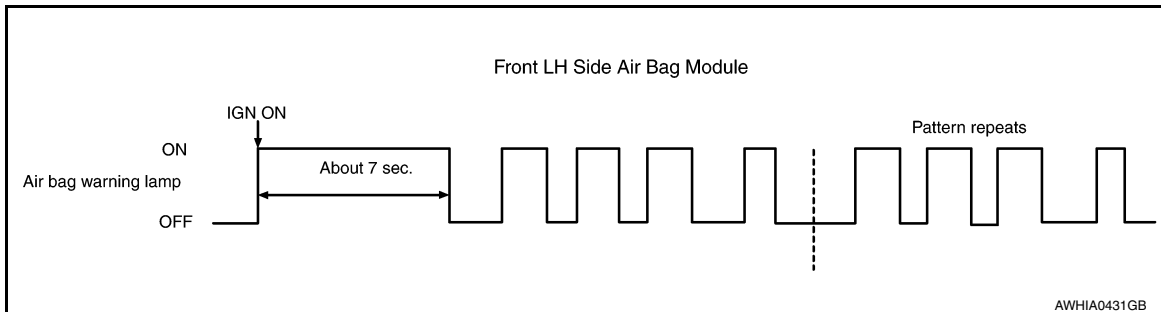 Front LH Side Air Bag Module
IGN ON
Pattern repeats
ON
About 7 sec.
Air bag warning lamp
OFF
AWHIA0431GB